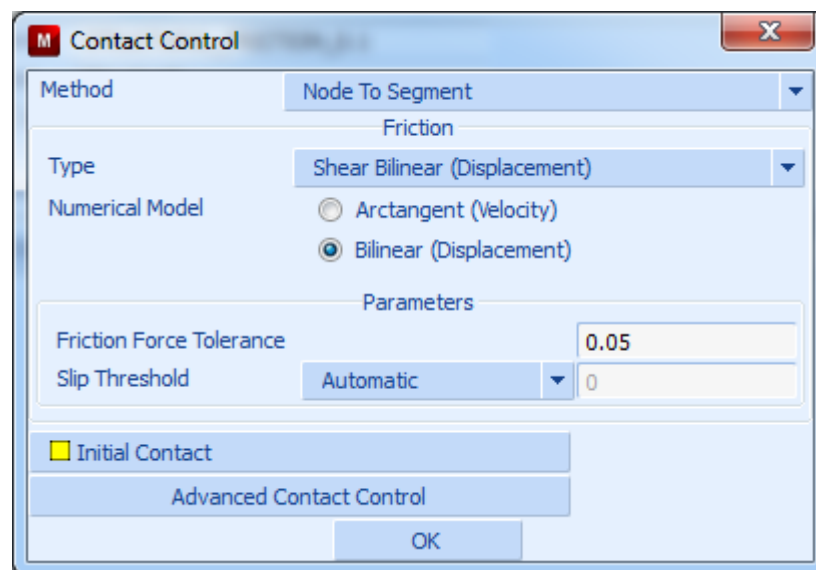 M Contact Control
Method Node To Segment
Friction
Type Shear Bilinear (Displacement)
Numerical Model Arctangent (Velocity)
Bilinear (Displacement)
Parameters
Friction Force Tolerance 0.05
Slip Threshold Automatic 0
Initial Contact
Advanced Contact Control
OK